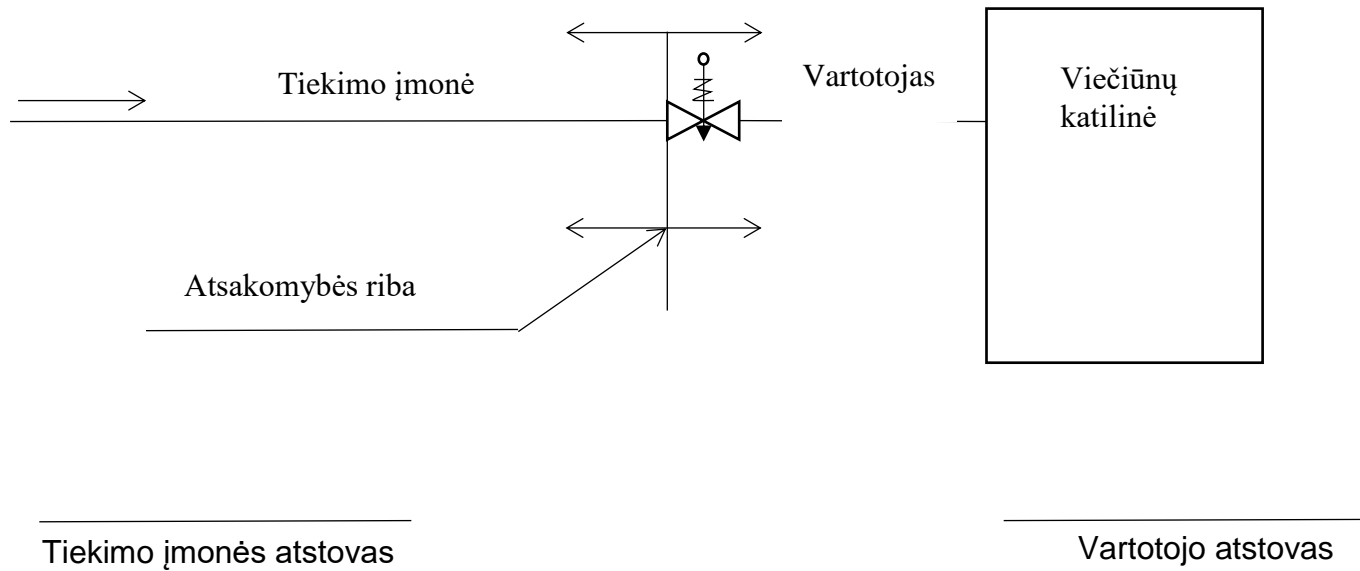 Tiekimo įmonė
Vartotojas
Viečiūnų
katilinė
Atsakomybės riba
Tiekimo įmonės atstovas
Vartotojo atstovas